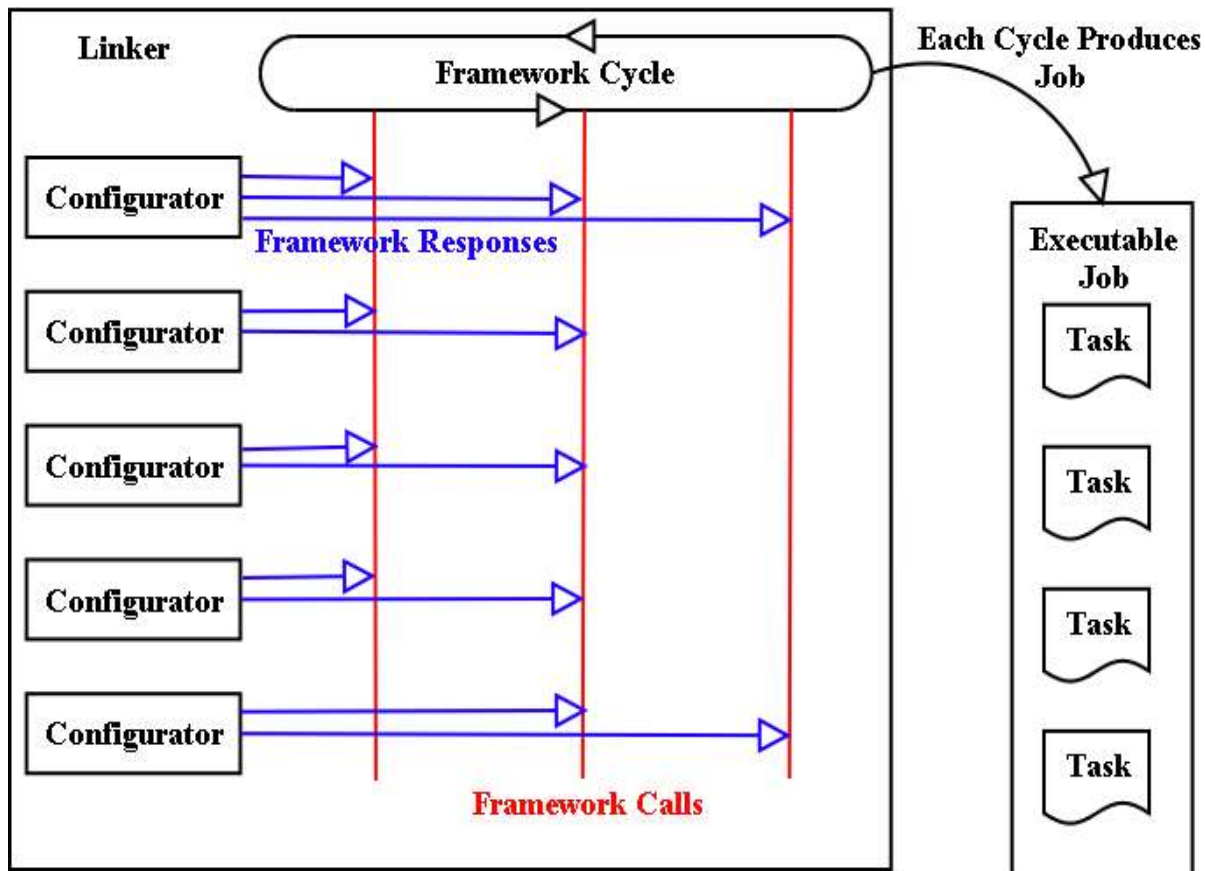 Linker
Framework Cycle
Each Cycle Produces
Job
Configurator
Framework Responses
Configurator
Configurator
Configurator
Configurator
Framework Calls
Executable
Job
Task
Task
Task
Task